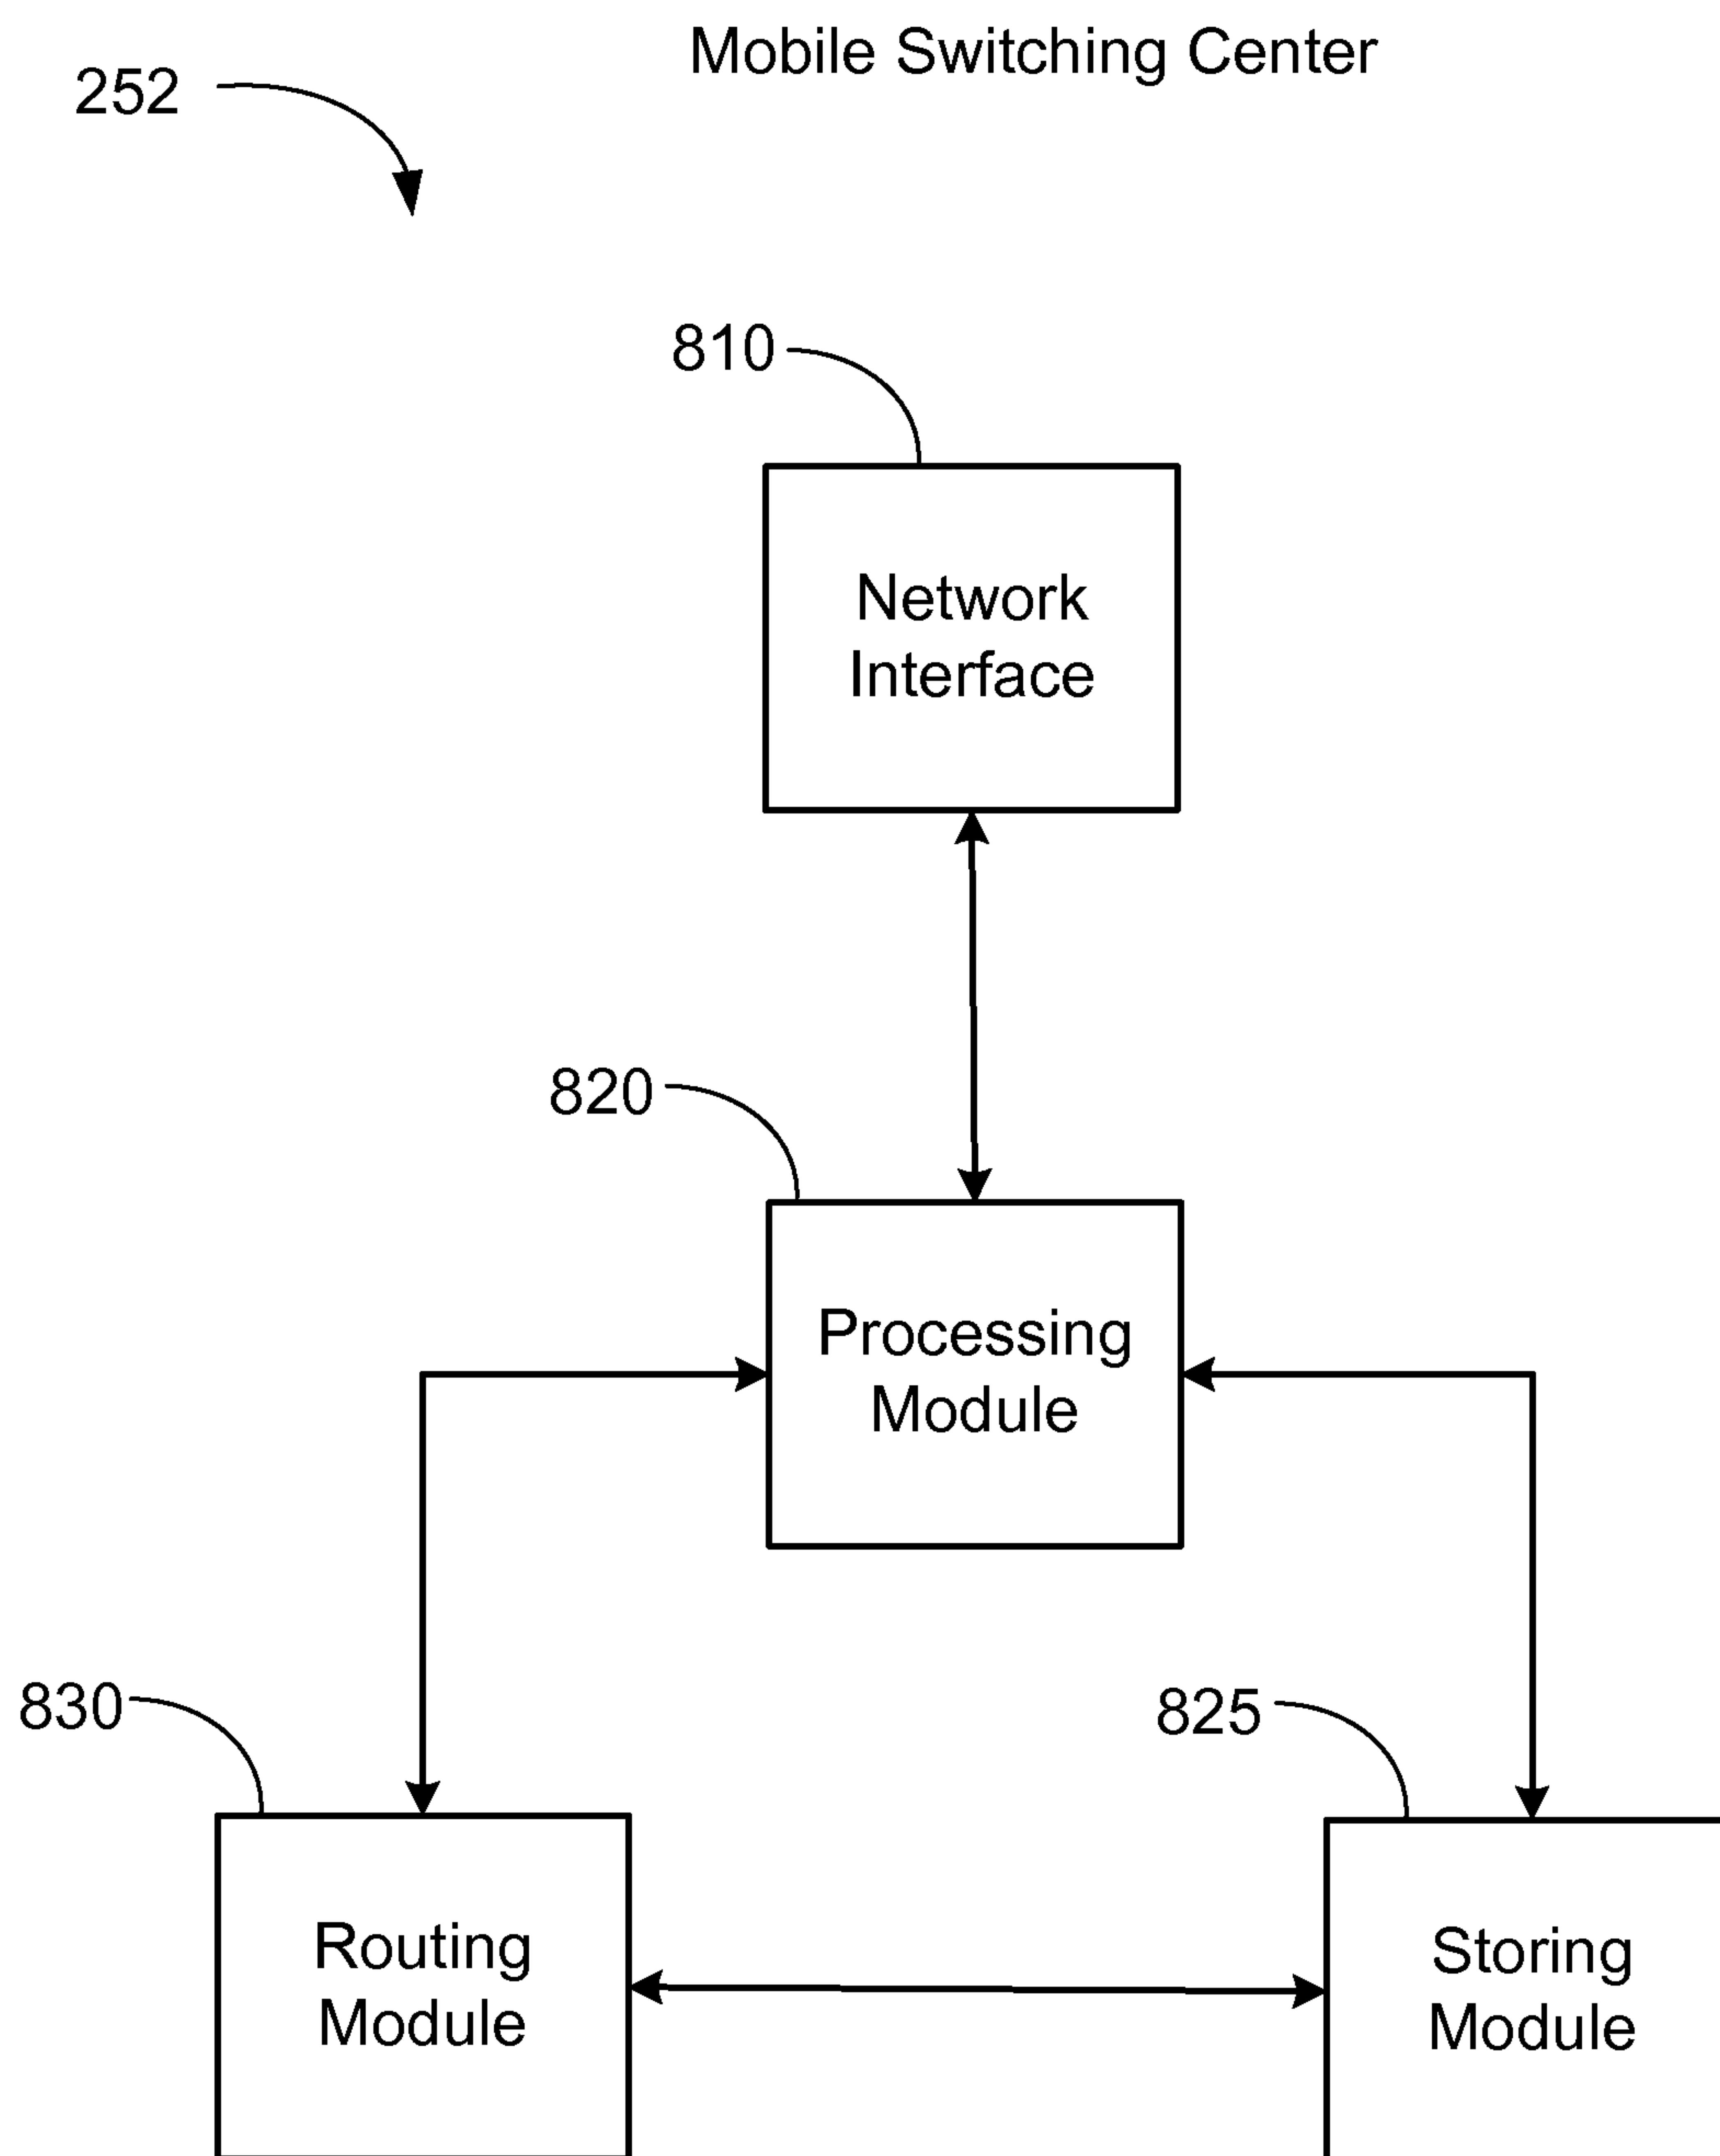 Mobile Switching Center
252
810
Network
Interface
820
Processing
Module
830
825
Routing
Module
Storing
Module